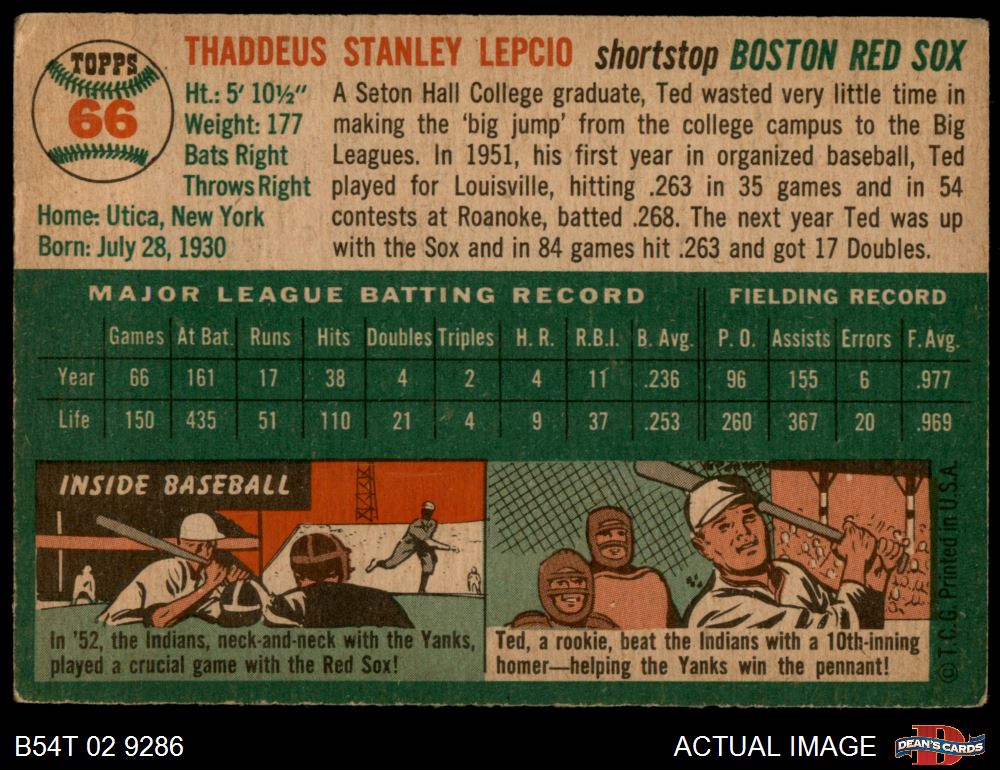 TOPPS
66
THADDEUS STANLEY LEPCIO shortstop BOSTON RED SOX
Ht.: 5' 10½"
Weight: 177
Bats Right
Throws Right
Home: Utica, New York
Born: July 28, 1930
A Seton Hall College graduate, Ted wasted very little time in
making the 'big jump' from the college campus to the Big
Leagues. In 1951, his first year in organized baseball, Ted
played for Louisville, hitting .263 in 35 games and in 54
contests at Roanoke, batted .268. The next year Ted was up
with the Sox and in 84 games hit .263 and got 17 Doubles.
MAJOR LEAGUE BATTING RECORD FIELDING RECORD
Games At Bat. Runs Hits Doubles Triples H. R. R.B.I. B. Avg. P. O. Assists Errors F. Avg.
Year 66 161 17 38 4 2 4 11 .236 96 155 6 .977
Life 150 435 51 110 21 4 9 37 .253 260 367 20 .969
INSIDE BASEBALL
In '52, the Indians, neck-and-neck with the Yanks,
played a crucial game with the Red Sox!
Ted, a rookie, beat the Indians with a 10th-inning
homer—helping the Yanks win the pennant!
© T.C.G. Printed in U.S.A.
B54T 02 9286
ACTUAL IMAGE
D
DEAN'S CARDS